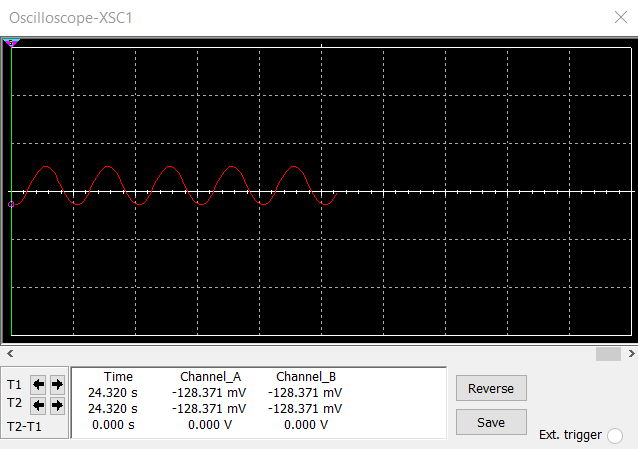 Oscilloscope-XSC1
Time Channel_A Channel_B
T1 24.320 s -128.371 mV -128.371 mV
T2 24.320 s -128.371 mV -128.371 mV
T2-T1 0.000 s 0.000 V 0.000 V
Reverse
Save
Ext. trigger